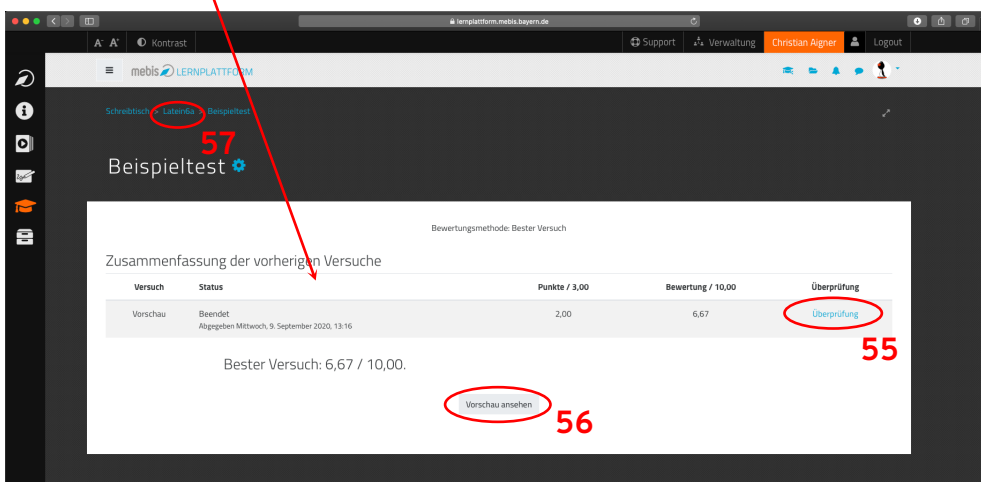 lernplattform.mebis.bayern.de
A- A+ Kontrast Support Verwaltung Christian Aigner Logout
mebis LERNPLATTFORM
Schreibtisch > Latein6a > Beispieltest
57
Beispieltest
Bewertungsmethode: Bester Versuch
Zusammenfassung der vorherigen Versuche
Versuch Status Punkte / 3,00 Bewertung / 10,00 Überprüfung
Vorschau Beendet 2,00 6,67 Überprüfung
Abgegeben Mittwoch, 9. September 2020, 13:16
55
Bester Versuch: 6,67 / 10,00.
Vorschau ansehen
56